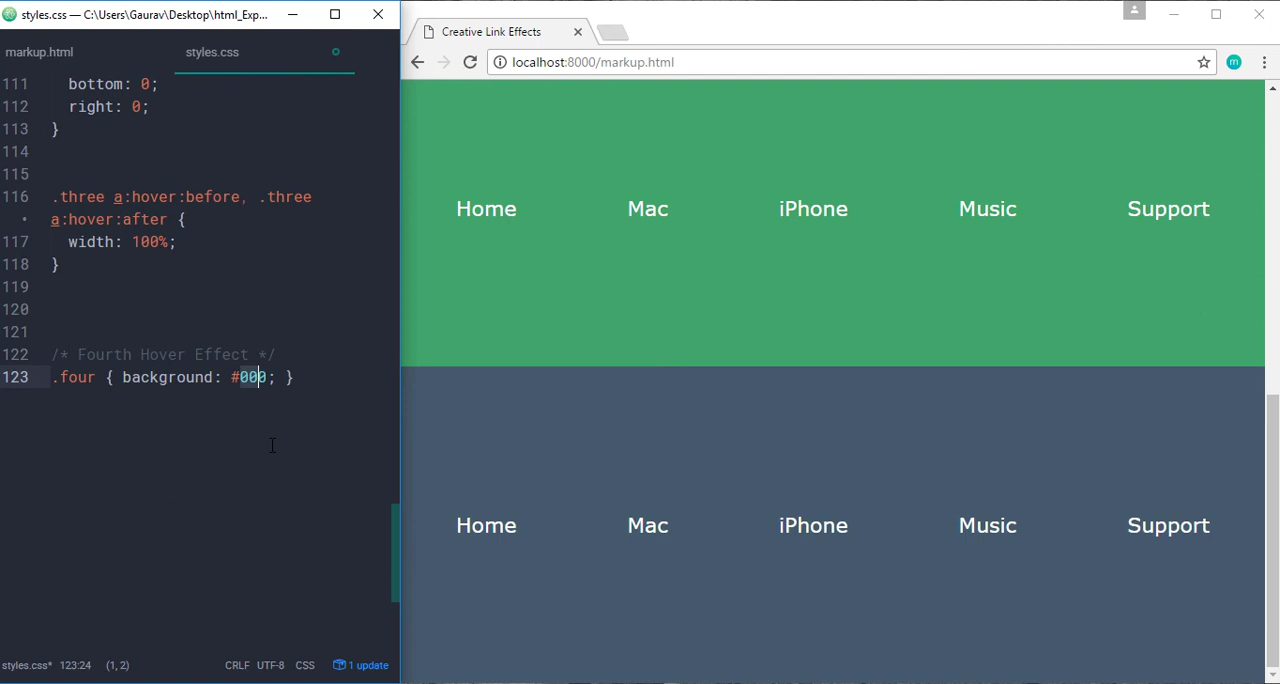 styles.css — C:\Users\Gaurav\Desktop\html_Exp...
markup.html styles.css
111 bottom: 0;
112 right: 0;
113 }
114
115
116 .three a:hover:before, .three
• a:hover:after {
117 width: 100%;
118 }
119
120
121
122 /* Fourth Hover Effect */
123 .four { background: #000; }
styles.css* 123:24 (1, 2) CRLF UTF-8 CSS 1 update
Creative Link Effects
localhost:8000/markup.html
m
Home Mac iPhone Music Support
Home Mac iPhone Music Support